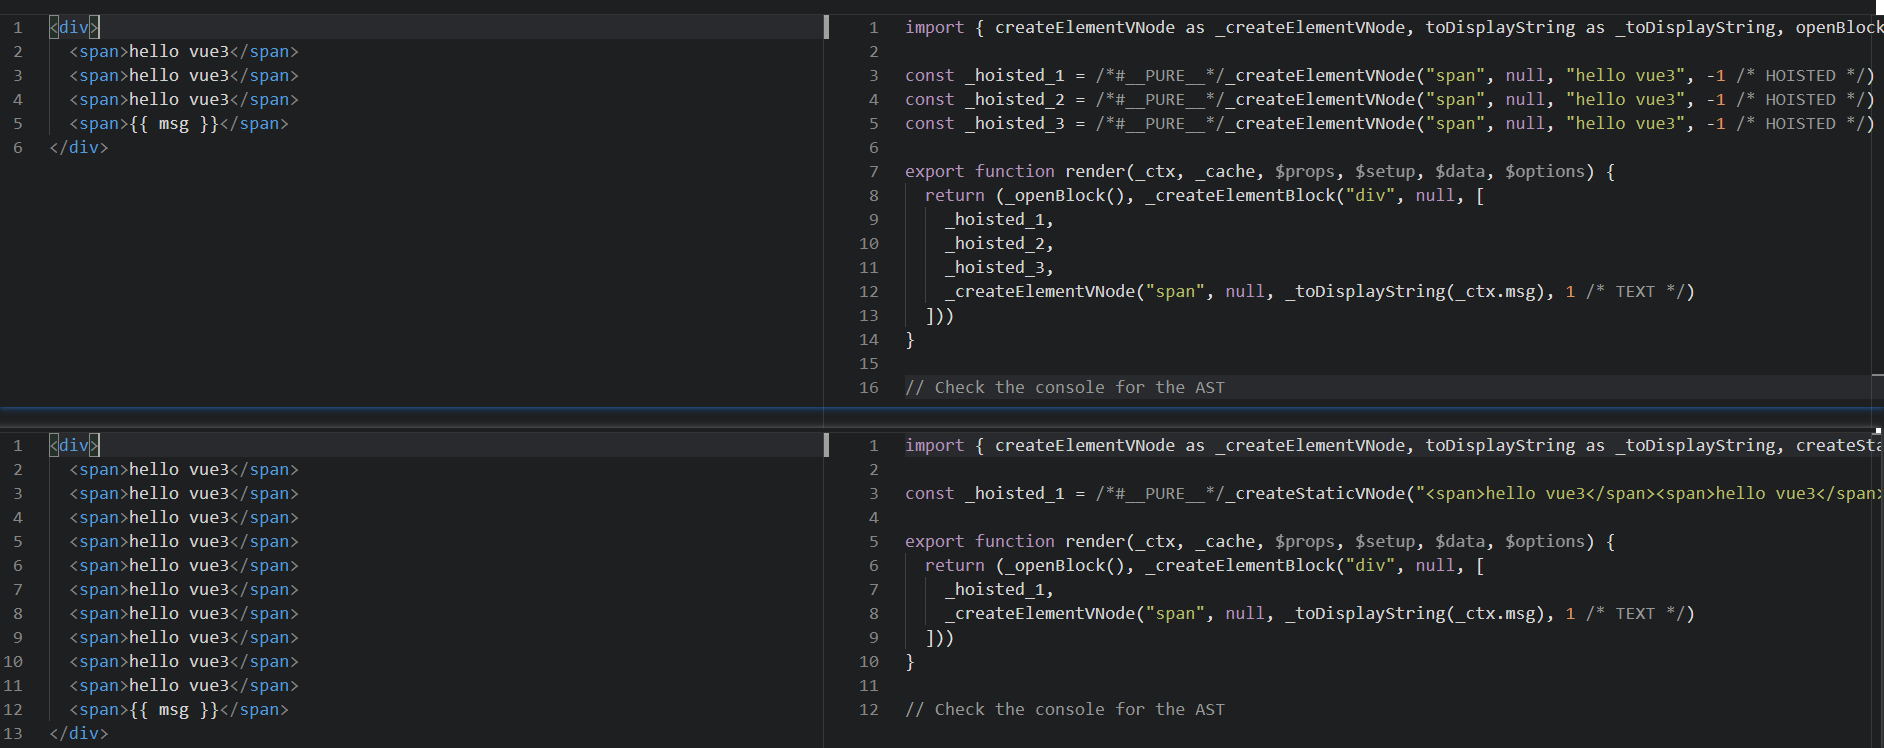 1 <div>
2 <span>hello vue3</span>
3 <span>hello vue3</span>
4 <span>hello vue3</span>
5 <span>{{ msg }}</span>
6 </div>
1 import { createElementVNode as _createElementVNode, toDisplayString as _toDisplayString, openBlock
2
3 const _hoisted_1 = /*#__PURE__*/_createElementVNode("span", null, "hello vue3", -1 /* HOISTED */)
4 const _hoisted_2 = /*#__PURE__*/_createElementVNode("span", null, "hello vue3", -1 /* HOISTED */)
5 const _hoisted_3 = /*#__PURE__*/_createElementVNode("span", null, "hello vue3", -1 /* HOISTED */)
6
7 export function render(_ctx, _cache, $props, $setup, $data, $options) {
8 return (_openBlock(), _createElementBlock("div", null, [
9 _hoisted_1,
10 _hoisted_2,
11 _hoisted_3,
12 _createElementVNode("span", null, _toDisplayString(_ctx.msg), 1 /* TEXT */)
13 ]))
14 }
15
16 // Check the console for the AST
1 <div>
2 <span>hello vue3</span>
3 <span>hello vue3</span>
4 <span>hello vue3</span>
5 <span>hello vue3</span>
6 <span>hello vue3</span>
7 <span>hello vue3</span>
8 <span>hello vue3</span>
9 <span>hello vue3</span>
10 <span>hello vue3</span>
11 <span>hello vue3</span>
12 <span>{{ msg }}</span>
13 </div>
1 import { createElementVNode as _createElementVNode, toDisplayString as _toDisplayString, createSta
2
3 const _hoisted_1 = /*#__PURE__*/_createStaticVNode("<span>hello vue3</span><span>hello vue3</span>
4
5 export function render(_ctx, _cache, $props, $setup, $data, $options) {
6 return (_openBlock(), _createElementBlock("div", null, [
7 _hoisted_1,
8 _createElementVNode("span", null, _toDisplayString(_ctx.msg), 1 /* TEXT */)
9 ]))
10 }
11
12 // Check the console for the AST